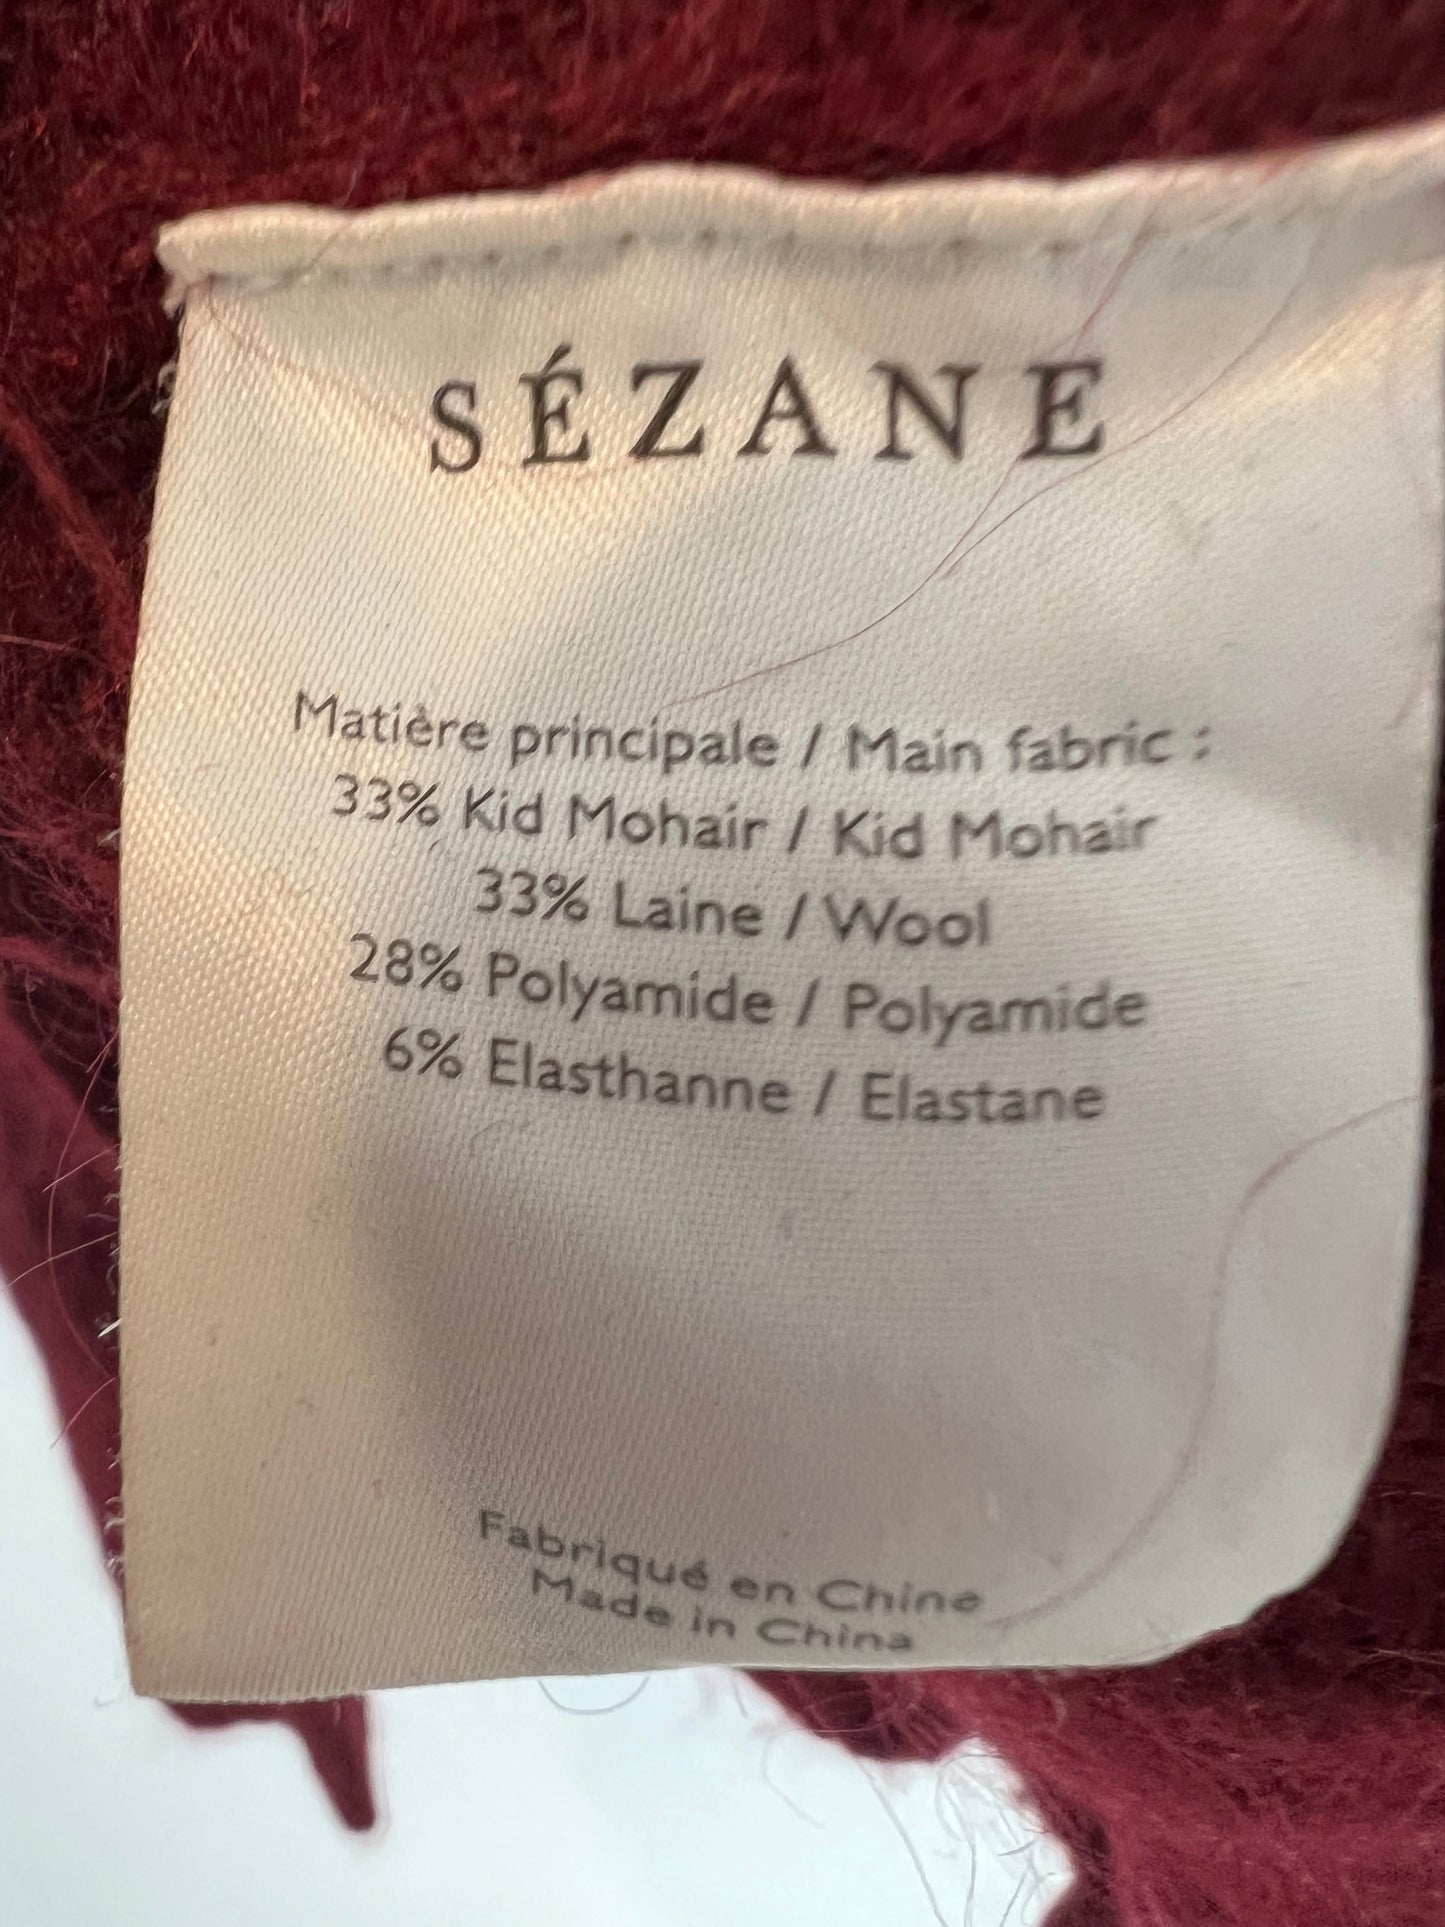 SÉZANE
Matière principale / Main fabric :
33% Kid Mohair / Kid Mohair
33% Laine / Wool
28% Polyamide / Polyamide
6% Elasthanne / Elastane
Fabriqué en Chine
Made in China